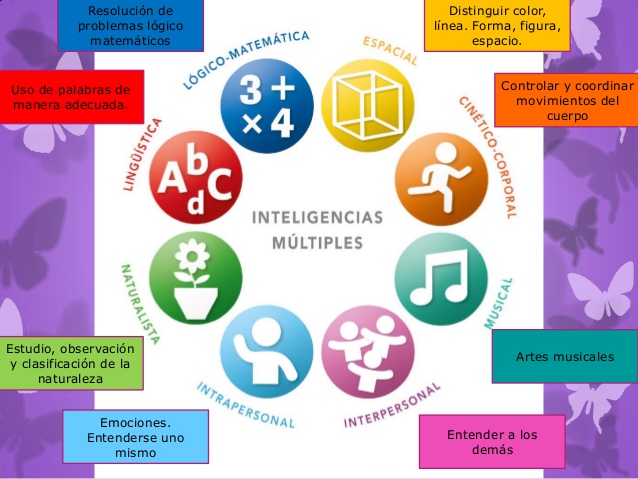 Resolución de
problemas lógico
matemáticos
Distinguir color,
línea. Forma, figura,
espacio.
LÓGICO-MATEMÁTICA
ESPACIAL
3 +
× 4
Uso de palabras de
manera adecuada.
Controlar y coordinar
movimientos del
cuerpo
LINGÜÍSTICA
AbC
d
CINÉTICO-CORPORAL
INTELIGENCIAS
MÚLTIPLES
NATURALISTA
MUSICAL
Estudio, observación
y clasificación de la
naturaleza
Artes musicales
INTRAPERSONAL
INTERPERSONAL
Emociones.
Entenderse uno
mismo
Entender a los
demás